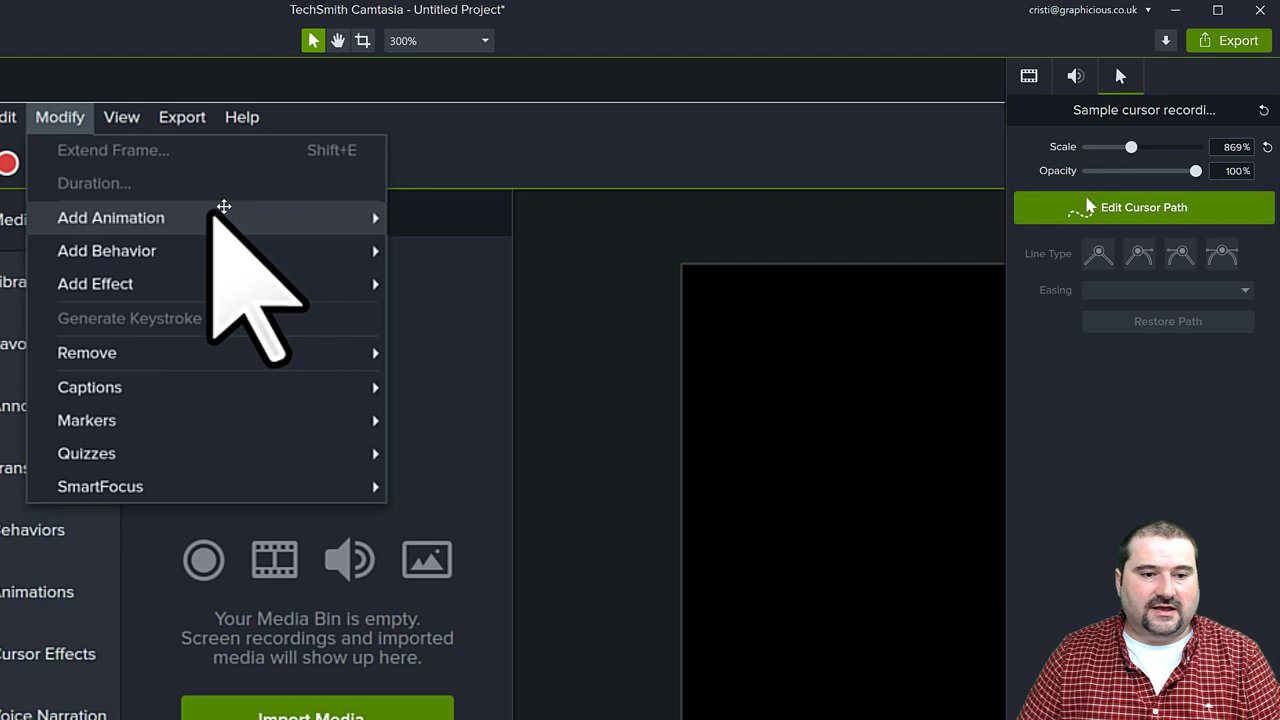 TechSmith Camtasia - Untitled Project*
cristi@graphicious.co.uk
300%
Export
dit Modify View Export Help
Sample cursor recordi...
Extend Frame... Shift+E
Scale 869%
Duration...
Opacity 100%
Medi
Add Animation
Edit Cursor Path
Add Behavior
Line Type
ibra
Add Effect
Easing
Generate Keystroke
Restore Path
avo
Remove
Captions
Anno
Markers
Quizzes
rans
SmartFocus
ehaviors
nimations
Your Media Bin is empty.
Screen recordings and imported
media will show up here.
ursor Effects
oice Narration
Import Media